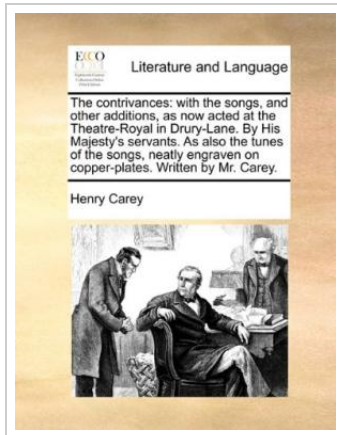 ECCO
Literature and Language
The contrivances: with the songs, and
other additions, as now acted at the
Theatre-Royal in Drury-Lane. By His
Majesty's servants. As also the tunes
of the songs, neatly engraven on
copper-plates. Written by Mr. Carey.
Henry Carey